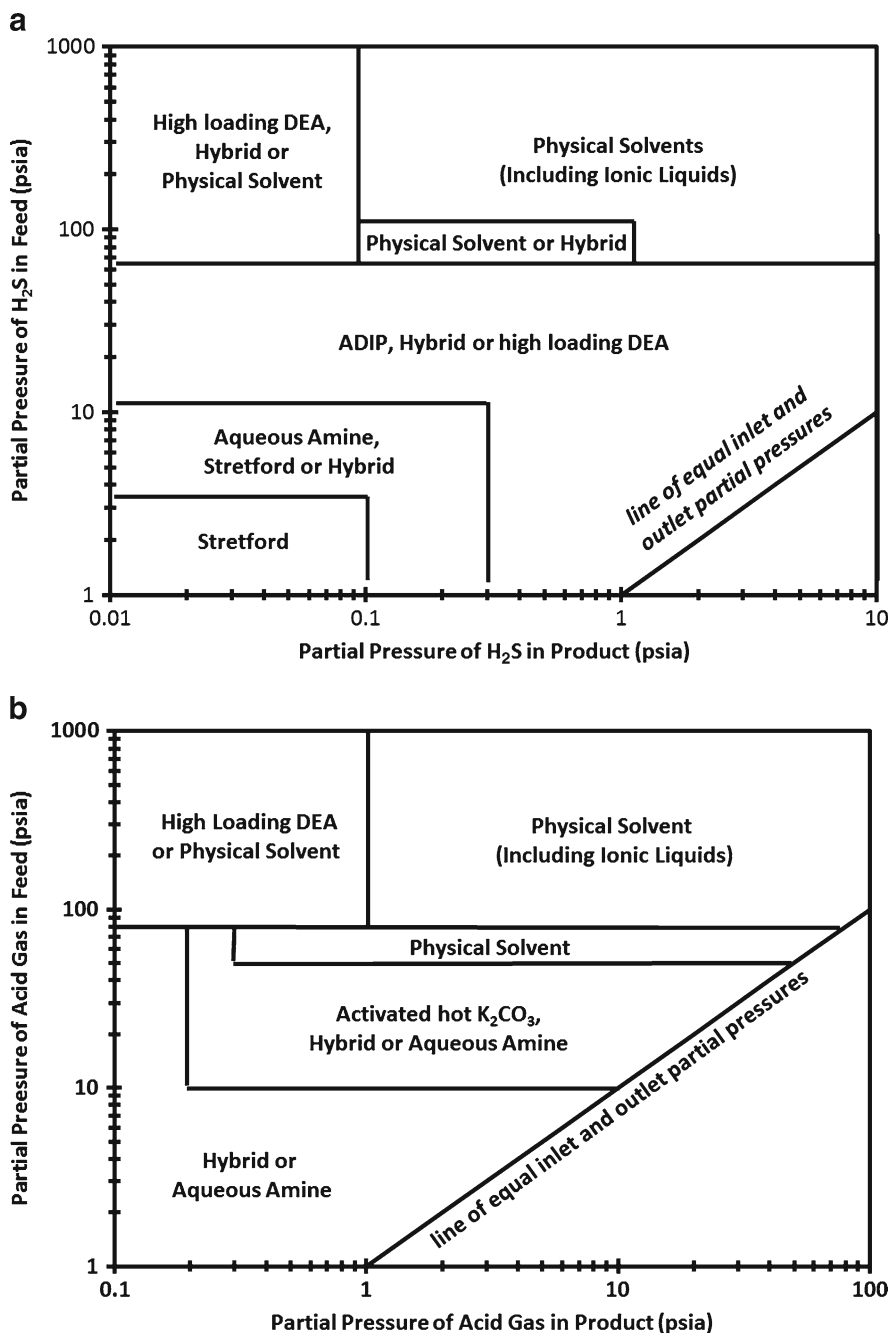 a
1000
100
10
1
Partial Preesure of H₂S in Feed (psia)
High loading DEA,
Hybrid or
Physical Solvent
Physical Solvents
(Including Ionic Liquids)
Physical Solvent or Hybrid
ADIP, Hybrid or high loading DEA
Aqueous Amine,
Stretford or Hybrid
Stretford
line of equal inlet and
outlet partial pressures
0.01
0.1
1
10
Partial Pressure of H₂S in Product (psia)
b
1000
100
10
1
Partial Preesure of Acid Gas in Feed (psia)
High Loading DEA
or Physical Solvent
Physical Solvent
(Including Ionic Liquids)
Physical Solvent
Activated hot K₂CO₃,
Hybrid or Aqueous Amine
Hybrid or
Aqueous Amine
line of equal inlet and outlet partial pressures
0.1
1
10
100
Partial Pressure of Acid Gas in Product (psia)